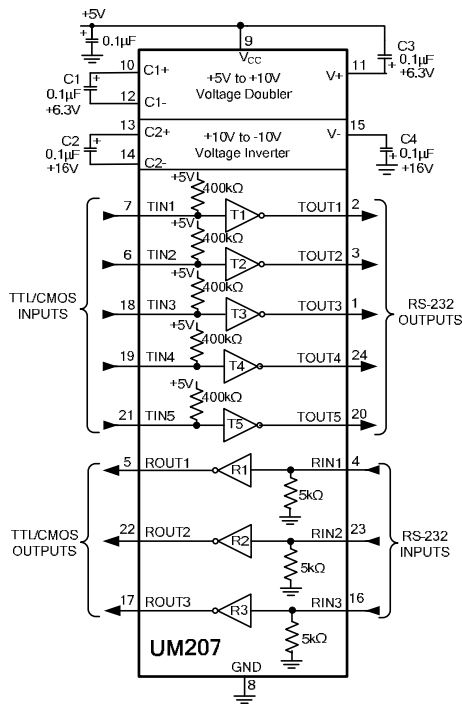 +5V
+ 0.1µF
9
VCC
C1 0.1µF +6.3V
+
10 C1+
12 C1-
+5V to +10V
Voltage Doubler
V+ 11
+
C3
0.1µF
+6.3V
C2 0.1µF +16V
+
13 C2+
14 C2-
+10V to -10V
Voltage Inverter
V- 15
C4
0.1µF
+
+16V
+5V
400kΩ
7 TIN1 T1 TOUT1 2
+5V
400kΩ
6 TIN2 T2 TOUT2 3
+5V
400kΩ
18 TIN3 T3 TOUT3 1
+5V
400kΩ
19 TIN4 T4 TOUT4 24
+5V
400kΩ
21 TIN5 T5 TOUT5 20
TTL/CMOS
INPUTS
RS-232
OUTPUTS
5 ROUT1 R1 RIN1 4
5kΩ
22 ROUT2 R2 RIN2 23
5kΩ
17 ROUT3 R3 RIN3 16
5kΩ
TTL/CMOS
OUTPUTS
RS-232
INPUTS
UM207
GND
8